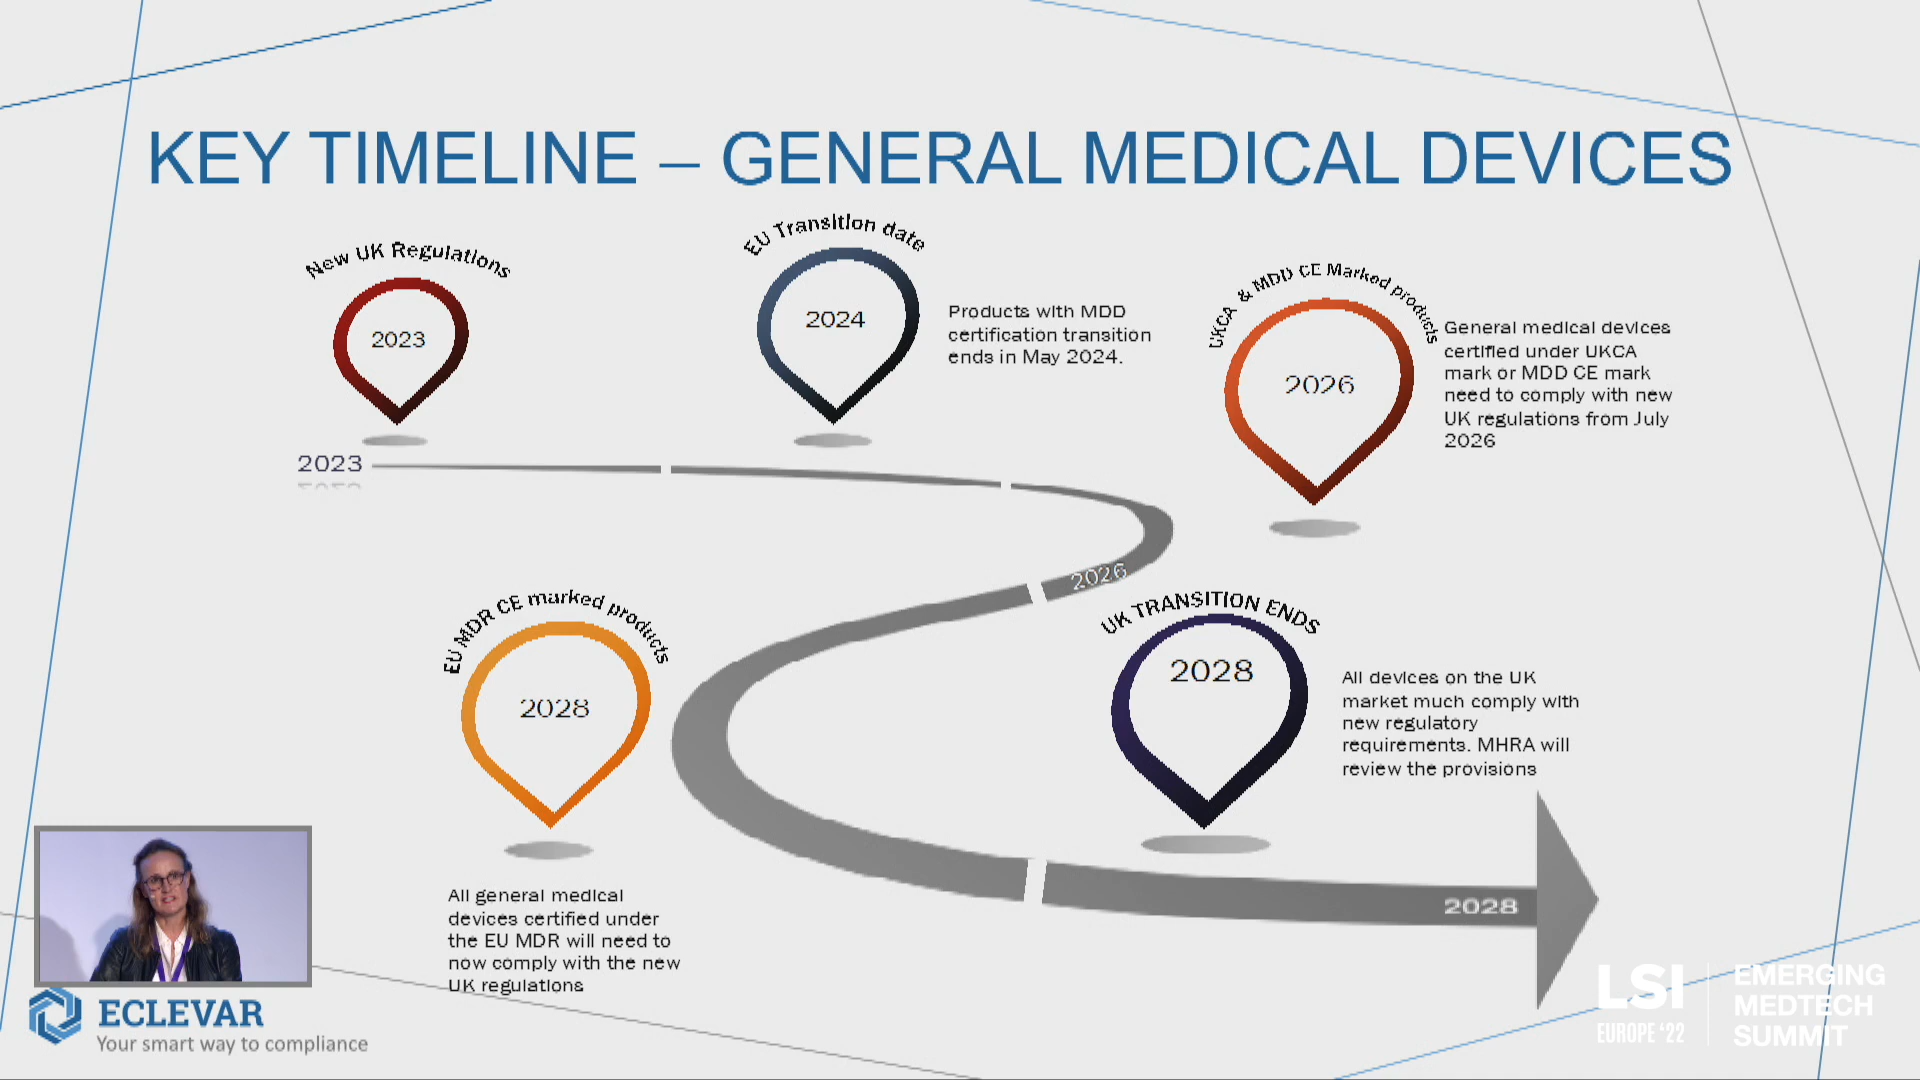 KEY TIMELINE – GENERAL MEDICAL DEVICES
New UK Regulations
2023
EU Transition date
2024
Products with MDD
certification transition
ends in May 2024.
UKCA & MDD CE Marked products
2026
General medical devices
certified under UKCA
mark or MDD CE mark
need to comply with new
UK regulations from July
2026
2023
2026
EU MDR CE marked products
2028
All general medical
devices certified under
the EU MDR will need to
now comply with the new
UK regulations
UK TRANSITION ENDS
2028
All devices on the UK
market much comply with
new regulatory
requirements. MHRA will
review the provisions
2028
ECLEVAR
Your smart way to compliance
LSI
EUROPE '22
EMERGING
MEDTECH
SUMMIT